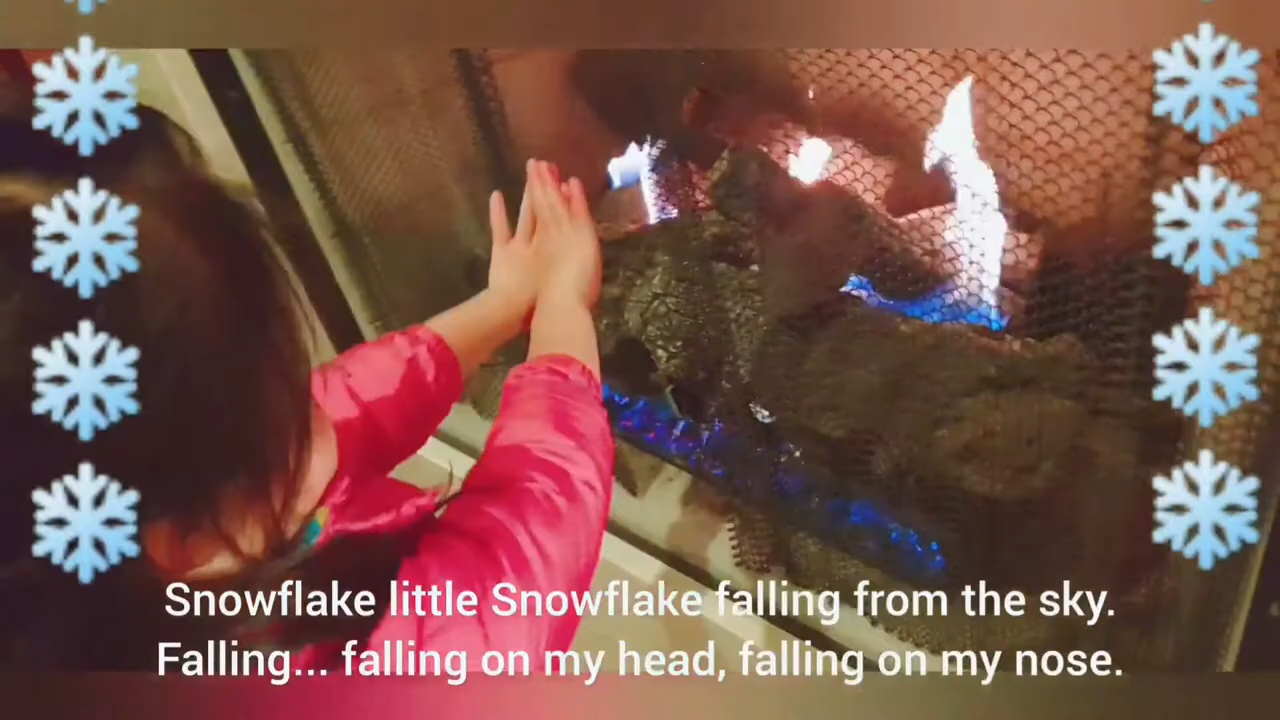 Snowflake little Snowflake falling from the sky.
Falling... falling on my head, falling on my nose.